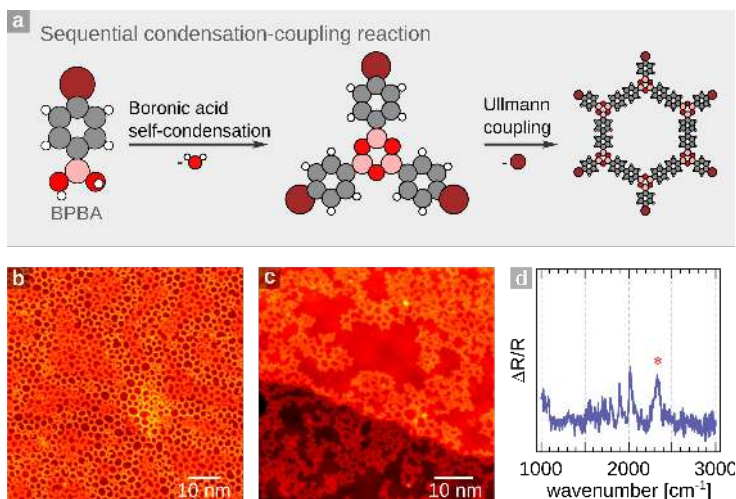 a
Sequential condensation-coupling reaction
Boronic acid
self-condensation
-
Ullmann
coupling
-
BPBA
b
10 nm
c
10 nm
d
ΔR/R
*
1000 2000 3000
wavenumber [cm⁻¹]